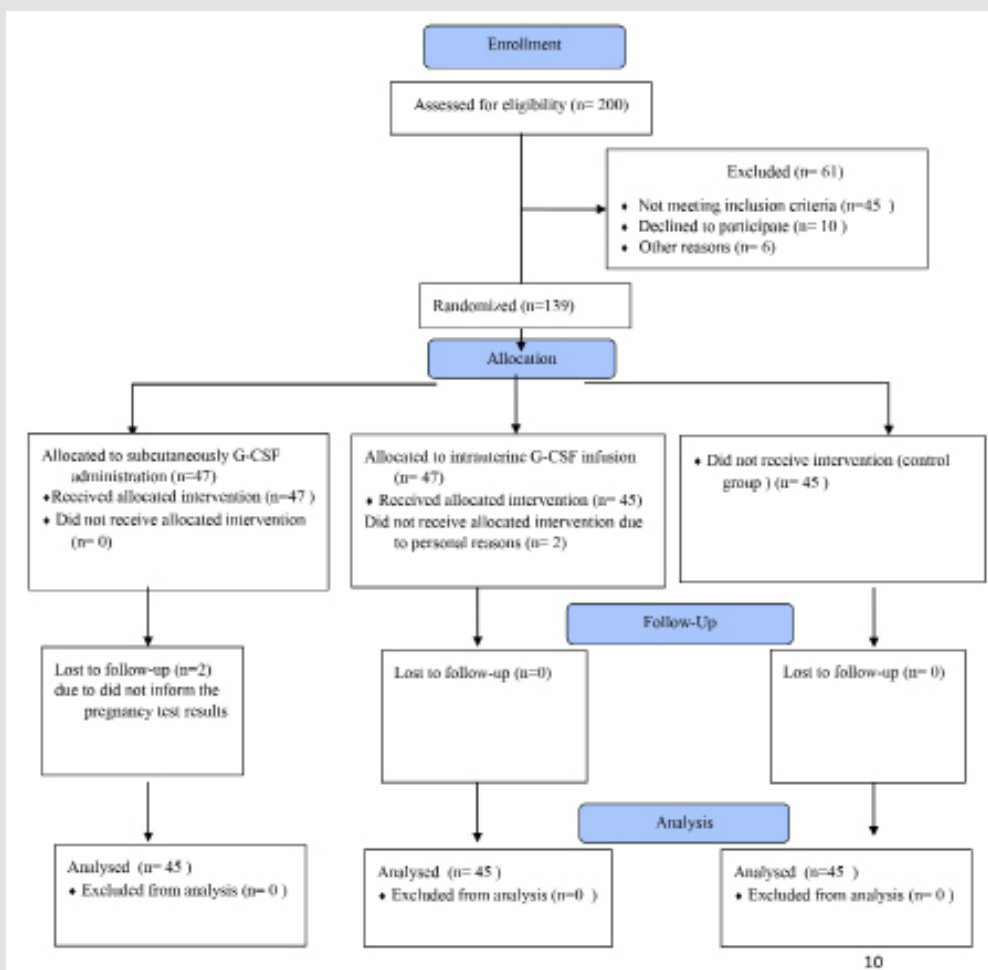 Enrollment
Assessed for eligibility (n= 200)
Excluded (n= 61)
♦ Not meeting inclusion criteria (n=45 )
♦ Declined to participate (n= 10 )
♦ Other reasons (n= 6)
Randomized (n=139)
Allocation
Allocated to subcutaneously G-CSF
administration (n=47)
♦Received allocated intervention (n=47 )
♦ Did not receive allocated intervention
(n= 0)
Allocated to intrauterine G-CSF infusion
(n= 47)
♦ Received allocated intervention (n= 45)
Did not receive allocated intervention due
to personal reasons (n= 2)
♦ Did not receive intervention (control
group ) (n= 45 )
Follow-Up
Lost to follow-up (n=2)
due to did not inform the
pregnancy test results
Lost to follow-up (n=0)
Lost to follow-up (n= 0)
Analysis
Analysed (n= 45 )
♦ Excluded from analysis (n= 0 )
Analysed (n= 45 )
♦ Excluded from analysis (n=0 )
Analysed (n=45 )
♦ Excluded from analysis (n= 0 )
10